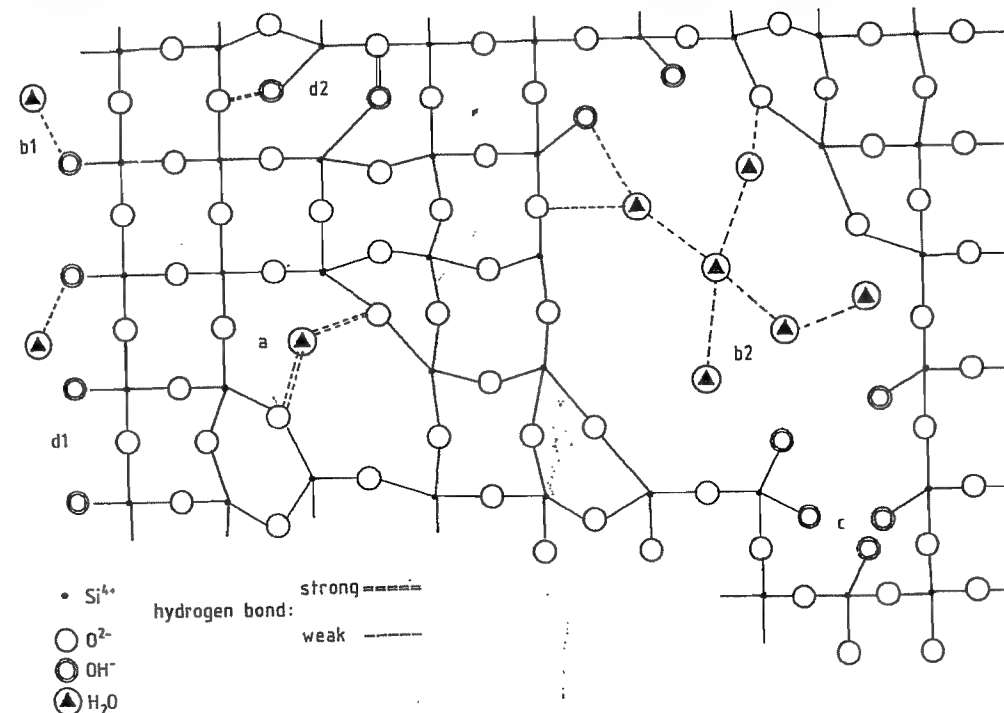 d2
b1
a
b2
d1
c
Si⁴⁺
hydrogen bond:
strong
weak
O²⁻
OH⁻
H₂O